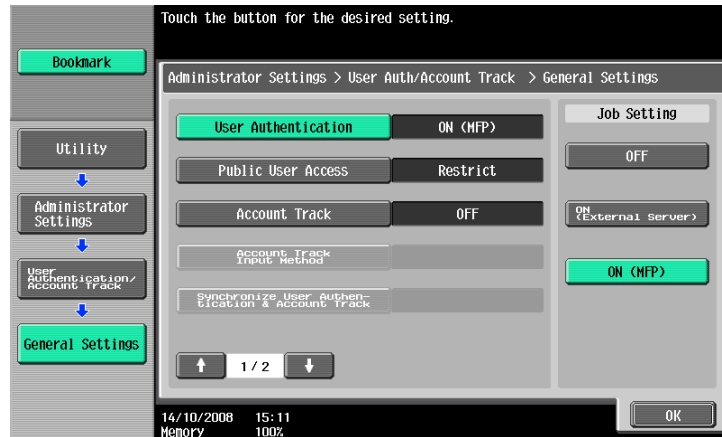 Touch the button for the desired setting.
Bookmark
Administrator Settings > User Auth/Account Track > General Settings
User Authentication
ON (MFP)
Public User Access
Restrict
Account Track
OFF
Account Track
Input Method
Synchronize User Authen-
tication & Account Track
1/2
Job Setting
OFF
ON
(External Server)
ON (MFP)
Utility
Administrator
Settings
User
Authentication/
Account Track
General Settings
14/10/2008 15:11
Memory 100%
OK